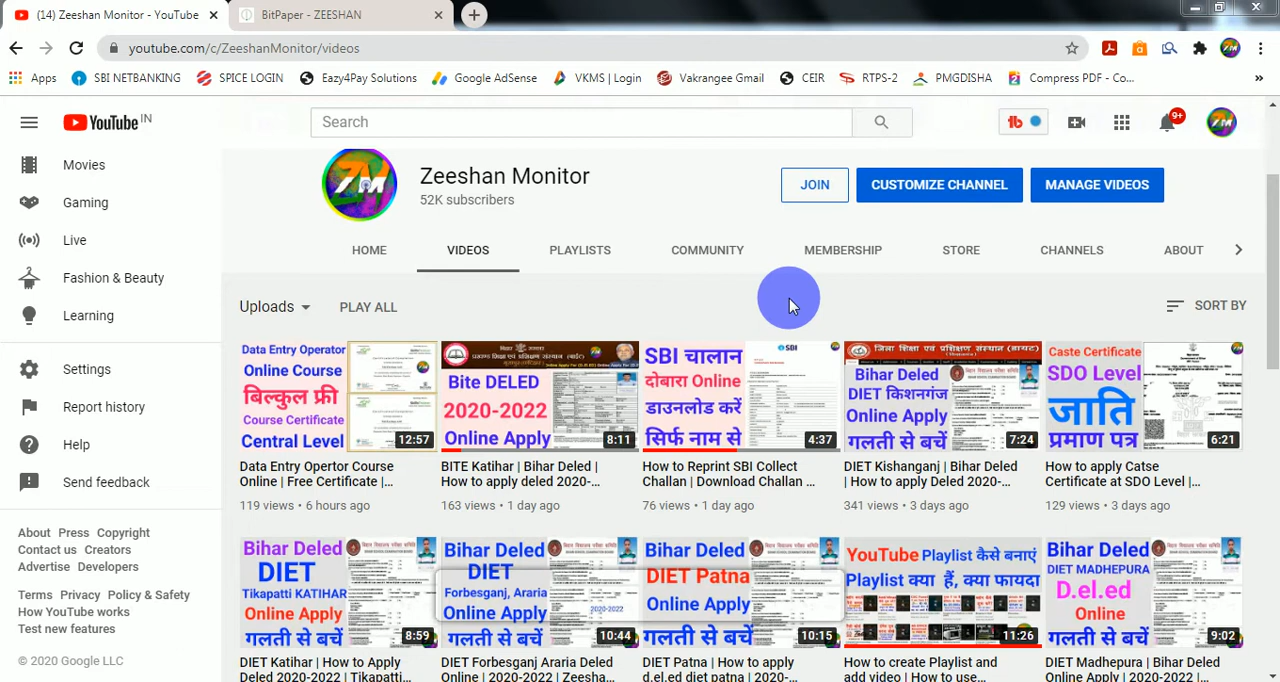 (14) Zeeshan Monitor - YouTube
BitPaper - ZEESHAN
youtube.com/c/ZeeshanMonitor/videos
Apps
SBI NETBANKING
SPICE LOGIN
Eazy4Pay Solutions
Google AdSense
VKMS | Login
Vakrangee Gmail
CEIR
RTPS-2
PMGDISHA
Compress PDF - Co...
YouTube IN
Search
9+
Movies
Gaming
Live
Fashion & Beauty
Learning
Settings
Report history
Help
Send feedback
About Press Copyright
Contact us Creators
Advertise Developers
Terms Privacy Policy & Safety
How YouTube works
Test new features
© 2020 Google LLC
ZM
Zeeshan Monitor
52K subscribers
JOIN
CUSTOMIZE CHANNEL
MANAGE VIDEOS
HOME
VIDEOS
PLAYLISTS
COMMUNITY
MEMBERSHIP
STORE
CHANNELS
ABOUT
Uploads
PLAY ALL
SORT BY
Data Entry Operator
Online Course
बिल्कुल फ्री
Course Certificate
Central Level
12:57
Data Entry Opertor Course
Online | Free Certificate |...
119 views • 6 hours ago
Bite DELED
2020-2022
Online Apply
8:11
BITE Katihar | Bihar Deled |
How to apply deled 2020-...
163 views • 1 day ago
SBI चालान
दोबारा Online
डाउनलोड करें
सिर्फ नाम से
SBI
4:37
How to Reprint SBI Collect
Challan | Download Challan ...
76 views • 1 day ago
जिला शिक्षा एवं प्रशिक्षण संस्थान (डायट)
Bihar Deled
DIET किशनगंज
Online Apply
गलती से बचें
7:24
DIET Kishanganj | Bihar Deled
| How to apply Deled 2020-...
341 views • 3 days ago
Caste Certificate
SDO Level
जाति
प्रमाण पत्र
6:21
How to apply Catse
Certificate at SDO Level |...
129 views • 3 days ago
Bihar Deled
DIET
Tikapatti KATIHAR
Online Apply
गलती से बचें
8:59
DIET Katihar | How to Apply
Deled 2020-2022 | Tikapatti...
Bihar Deled
DIET
Forbesganj, Araria
Online Apply
गलती से बचें
2020-2022
10:44
DIET Forbesganj Araria Deled
Online | 2020-2022 | Zeesha...
Bihar Deled
DIET Patna
Online Apply
गलती से बचें
10:15
DIET Patna | How to apply
d.el.ed diet patna | 2020-...
YouTube Playlist कैसे बनाएं
Playlist क्या हैं, क्या फायदा
11:26
How to create Playlist and
add video | How to use...
Bihar Deled
DIET MADHEPURA
D.el.ed
Online
गलती से बचें
9:02
DIET Madhepura | Bihar Deled
Online Apply | 2020-2022 |...